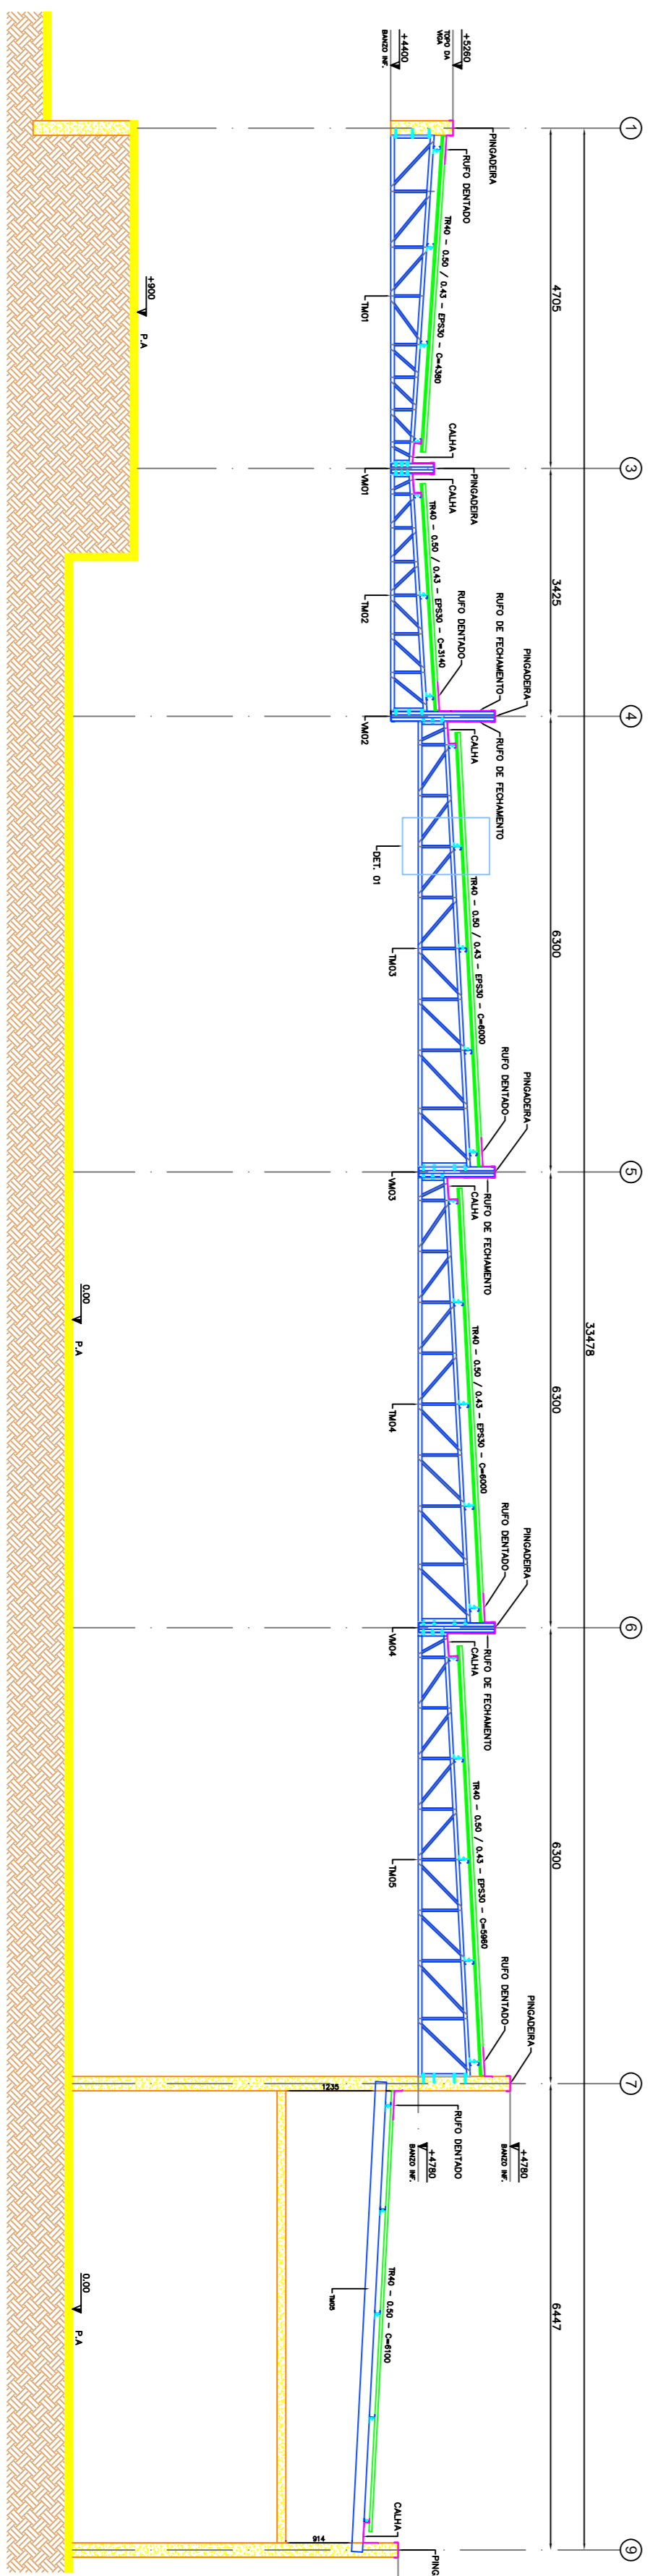 1
3
4
5
6
7
9
33478
4705
3425
6300
6300
6300
6447
+5260
TOPO DA
VIGA
+4400
BANZO INF.
PINGADEIRA
RUFO DENTADO
TR40 - 0.50 / 0.43 - EPS30 - C=4380
CALHA
PINGADEIRA
CALHA
TR40 - 0.50 / 0.43 - EPS30 - C=3140
RUFO DENTADO
RUFO DE FECHAMENTO
PINGADEIRA
RUFO DE FECHAMENTO
CALHA
TR40 - 0.50 / 0.43 - EPS30 - C=6000
RUFO DENTADO
PINGADEIRA
RUFO DE FECHAMENTO
CALHA
TR40 - 0.50 / 0.43 - EPS30 - C=6000
RUFO DENTADO
PINGADEIRA
RUFO DE FECHAMENTO
CALHA
TR40 - 0.50 / 0.43 - EPS30 - C=5960
RUFO DENTADO
PINGADEIRA
+4780
BANZO INF.
+4780
BANZO INF.
RUFO DENTADO
TR40 - 0.50 - C=6100
CALHA
PING
TM01
VM01
TM02
VM02
DET. 01
TM03
VM03
TM04
VM04
TM05
TM05
1235
914
+900
P.A
0.00
P.A
0.00
P.A